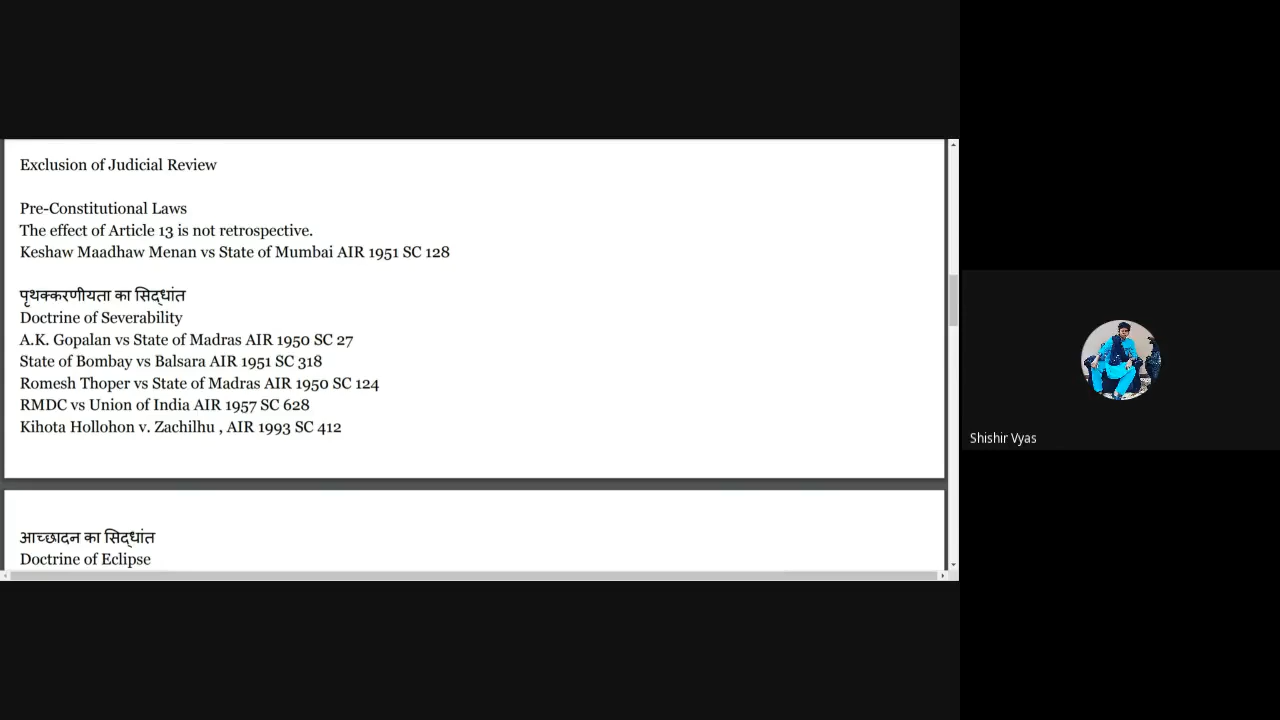 Exclusion of Judicial Review
Pre-Constitutional Laws
The effect of Article 13 is not retrospective.
Keshaw Maadhaw Menan vs State of Mumbai AIR 1951 SC 128
पृथक्करणीयता का सिद्धांत
Doctrine of Severability
A.K. Gopalan vs State of Madras AIR 1950 SC 27
State of Bombay vs Balsara AIR 1951 SC 318
Romesh Thoper vs State of Madras AIR 1950 SC 124
RMDC vs Union of India AIR 1957 SC 628
Kihota Hollohon v. Zachilhu , AIR 1993 SC 412
आच्छादन का सिद्धांत
Doctrine of Eclipse
Shishir Vyas